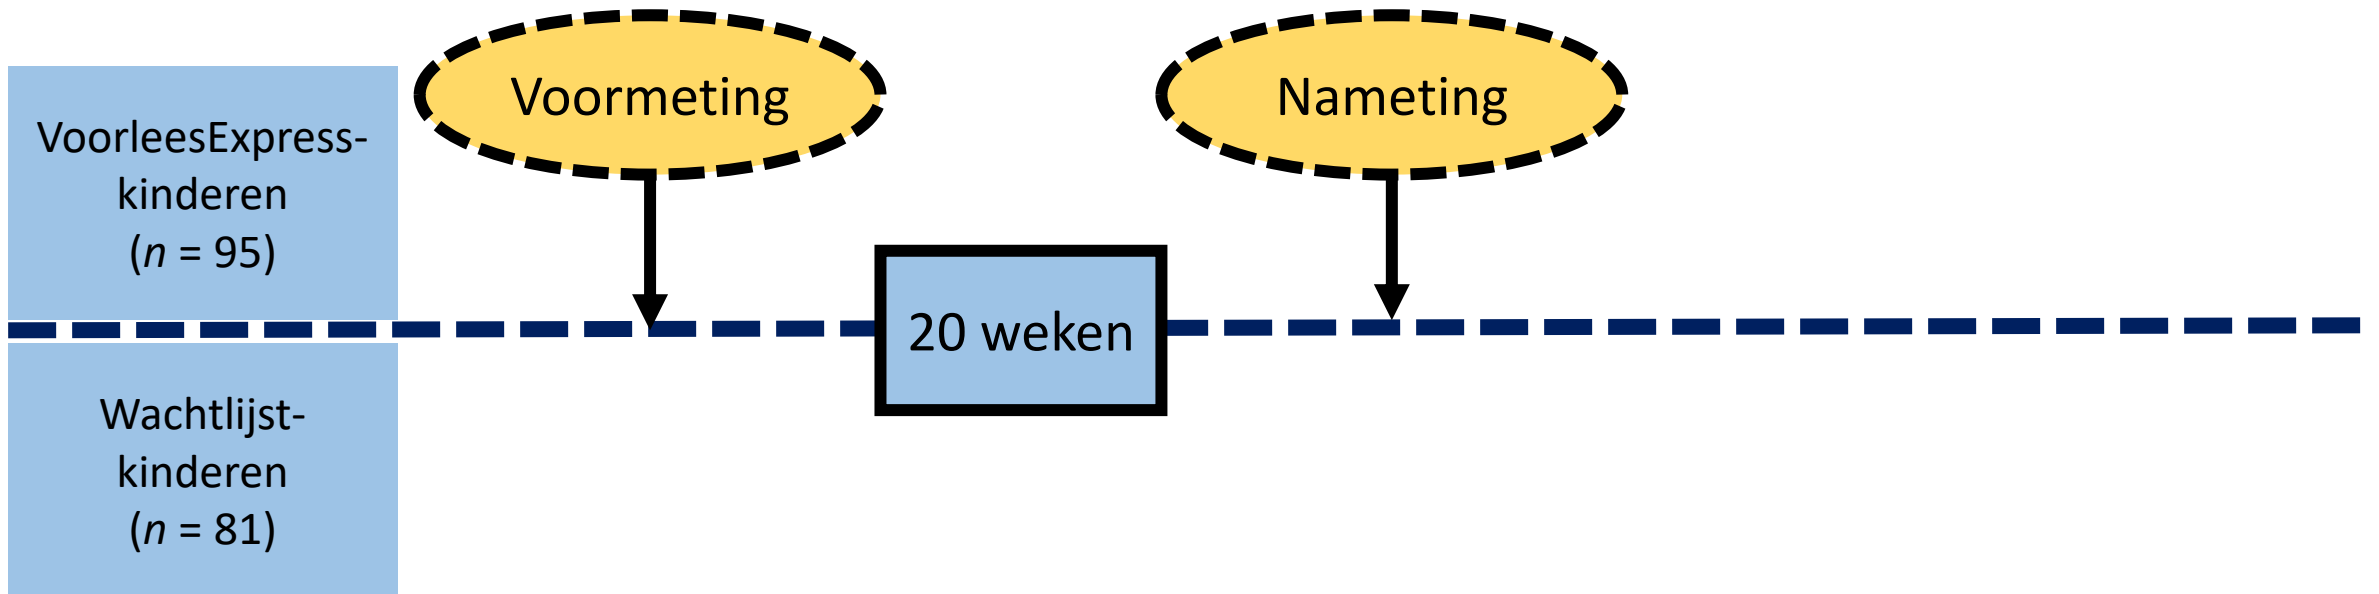 Voormeting
Nameting
VoorleesExpress-
kinderen
(n = 95)
20 weken
Wachtlijst-
kinderen
(n = 81)